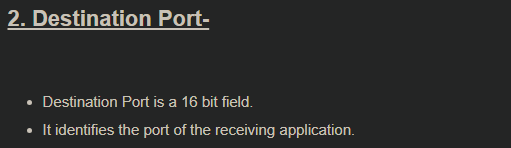 2. Destination Port-
• Destination Port is a 16 bit field.
• It identifies the port of the receiving application.